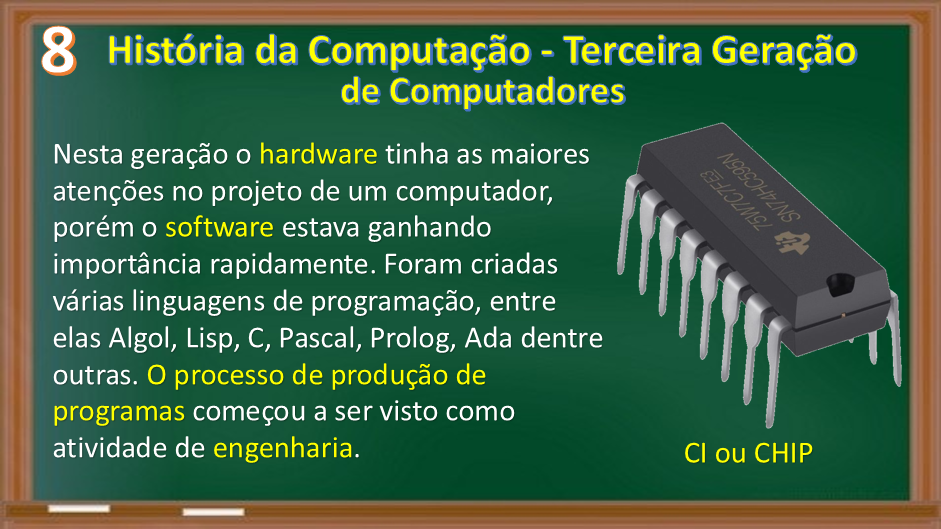 8
História da Computação - Terceira Geração
de Computadores
Nesta geração o hardware tinha as maiores
atenções no projeto de um computador,
porém o software estava ganhando
importância rapidamente. Foram criadas
várias linguagens de programação, entre
elas Algol, Lisp, C, Pascal, Prolog, Ada dentre
outras. O processo de produção de
programas começou a ser visto como
atividade de engenharia.
75W7C7FE3
SN74HC595N
CI ou CHIP